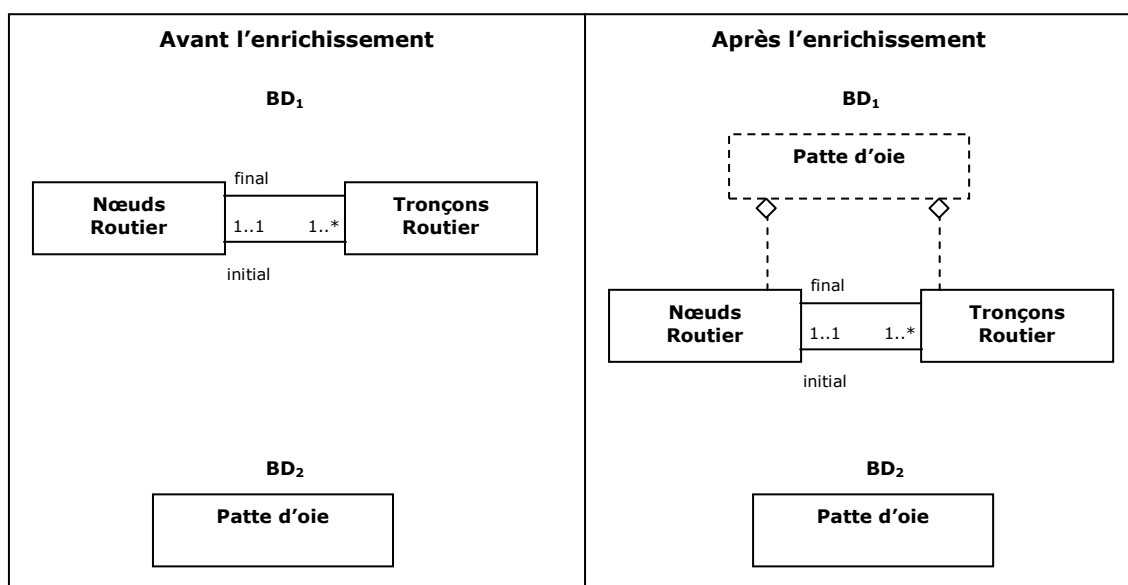 Avant l'enrichissement
BD₁
final
Nœuds
Routier
1..1
1..*
Tronçons
Routier
initial
BD₂
Patte d'oie
Après l'enrichissement
BD₁
Patte d'oie
final
Nœuds
Routier
1..1
1..*
Tronçons
Routier
initial
BD₂
Patte d'oie